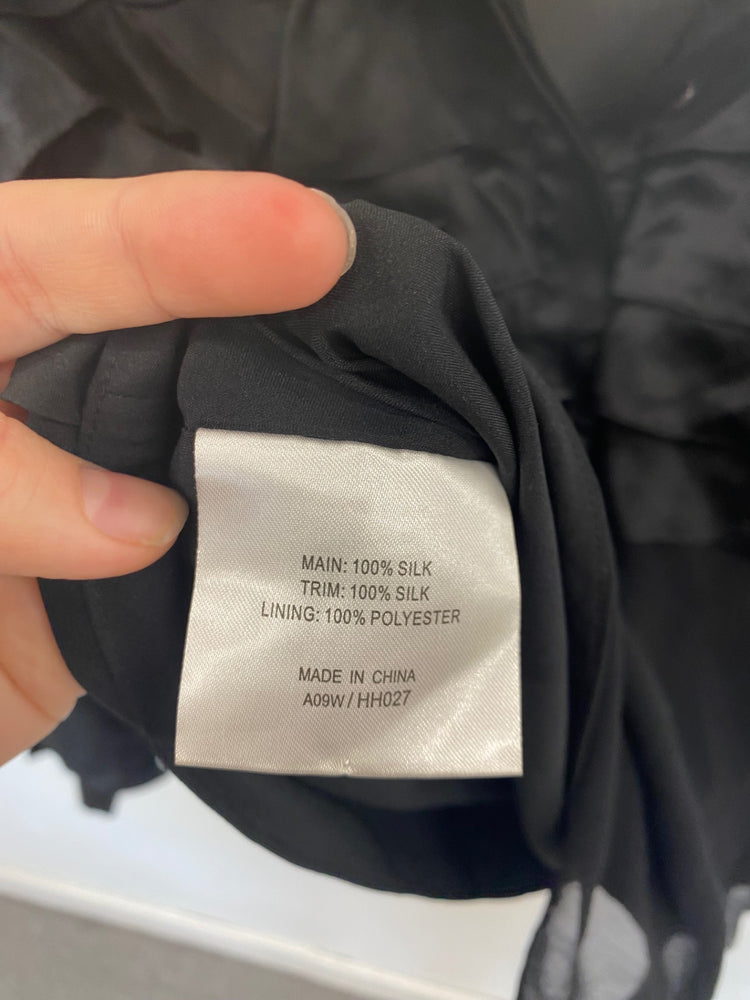 MAIN: 100% SILK
TRIM: 100% SILK
LINING: 100% POLYESTER
MADE IN CHINA
A09W / HH027